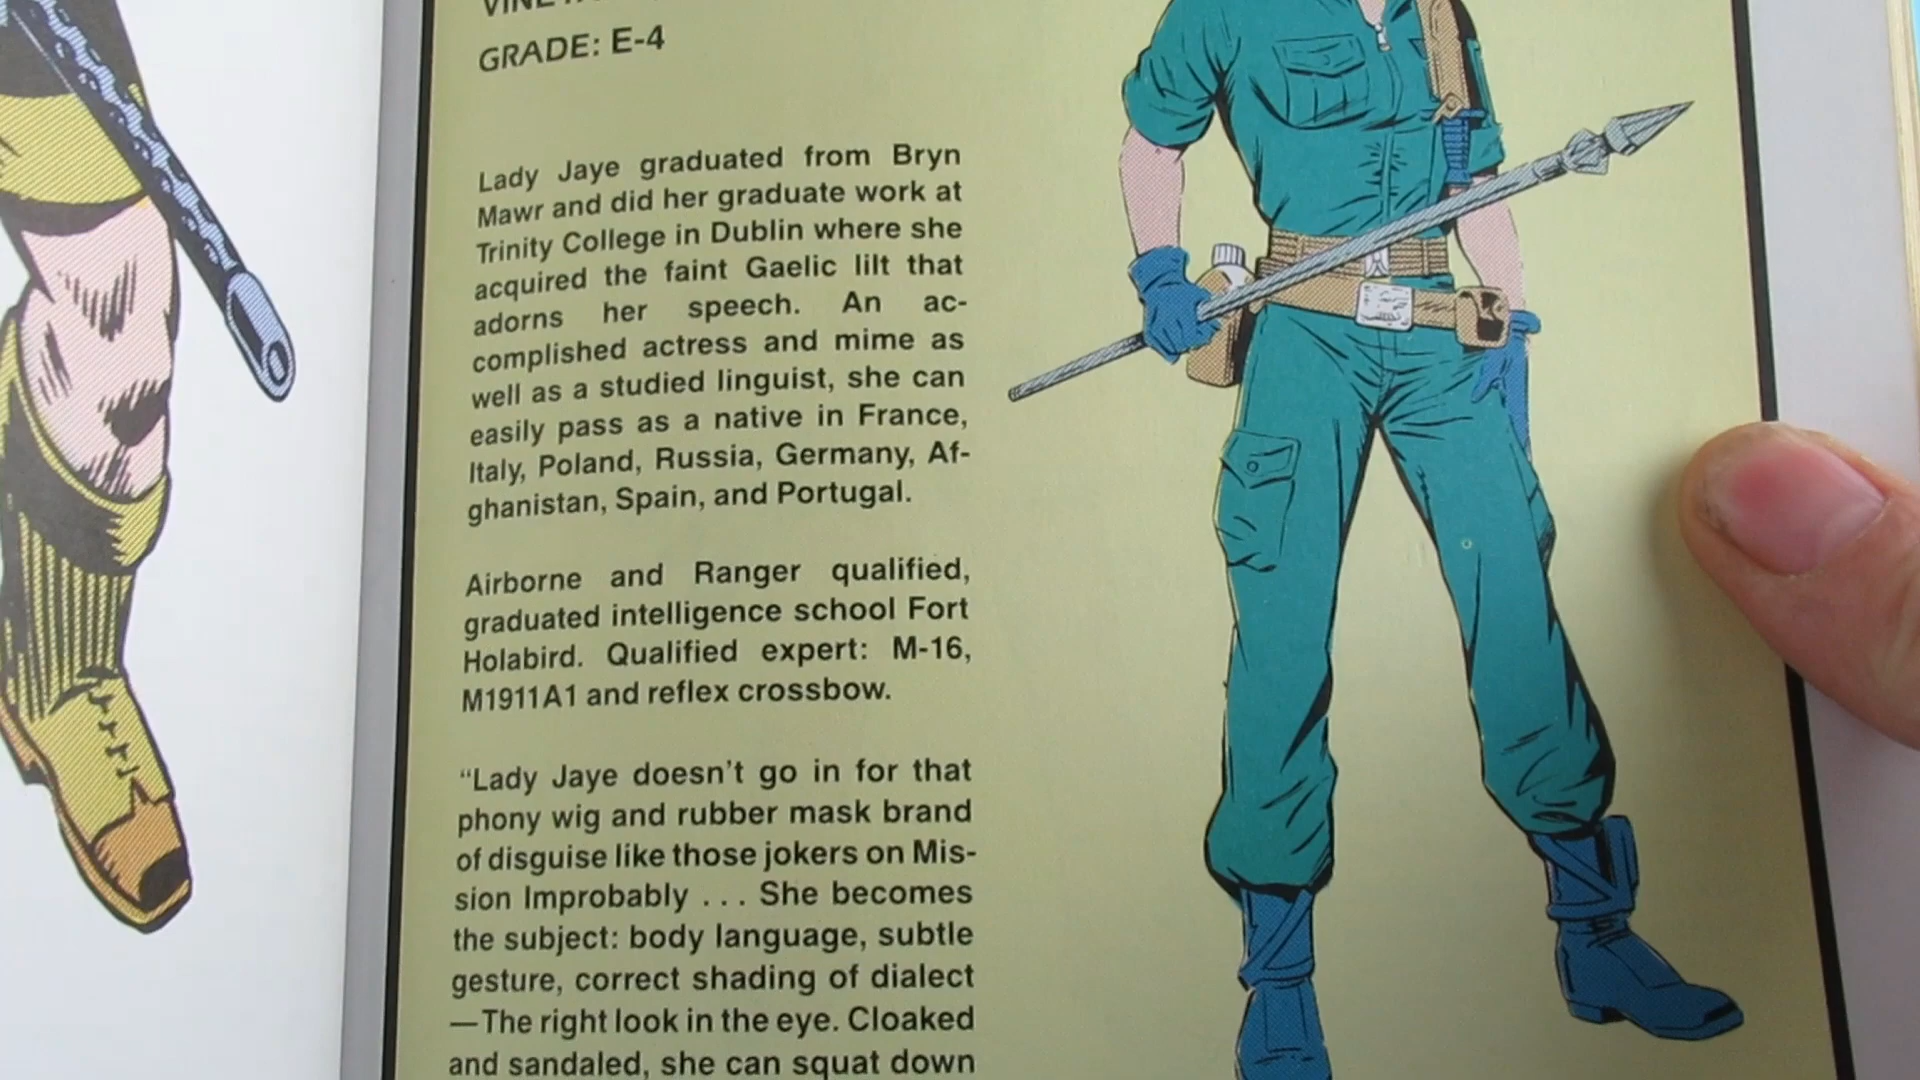 GRADE: E-4
Lady Jaye graduated from Bryn
Mawr and did her graduate work at
Trinity College in Dublin where she
acquired the faint Gaelic lilt that
adorns her speech. An ac-
complished actress and mime as
well as a studied linguist, she can
easily pass as a native in France,
Italy, Poland, Russia, Germany, Af-
ghanistan, Spain, and Portugal.
Airborne and Ranger qualified,
graduated intelligence school Fort
Holabird. Qualified expert: M-16,
M1911A1 and reflex crossbow.
“Lady Jaye doesn’t go in for that
phony wig and rubber mask brand
of disguise like those jokers on Mis-
sion Improbably . . . She becomes
the subject: body language, subtle
gesture, correct shading of dialect
—The right look in the eye. Cloaked
and sandaled, she can squat down